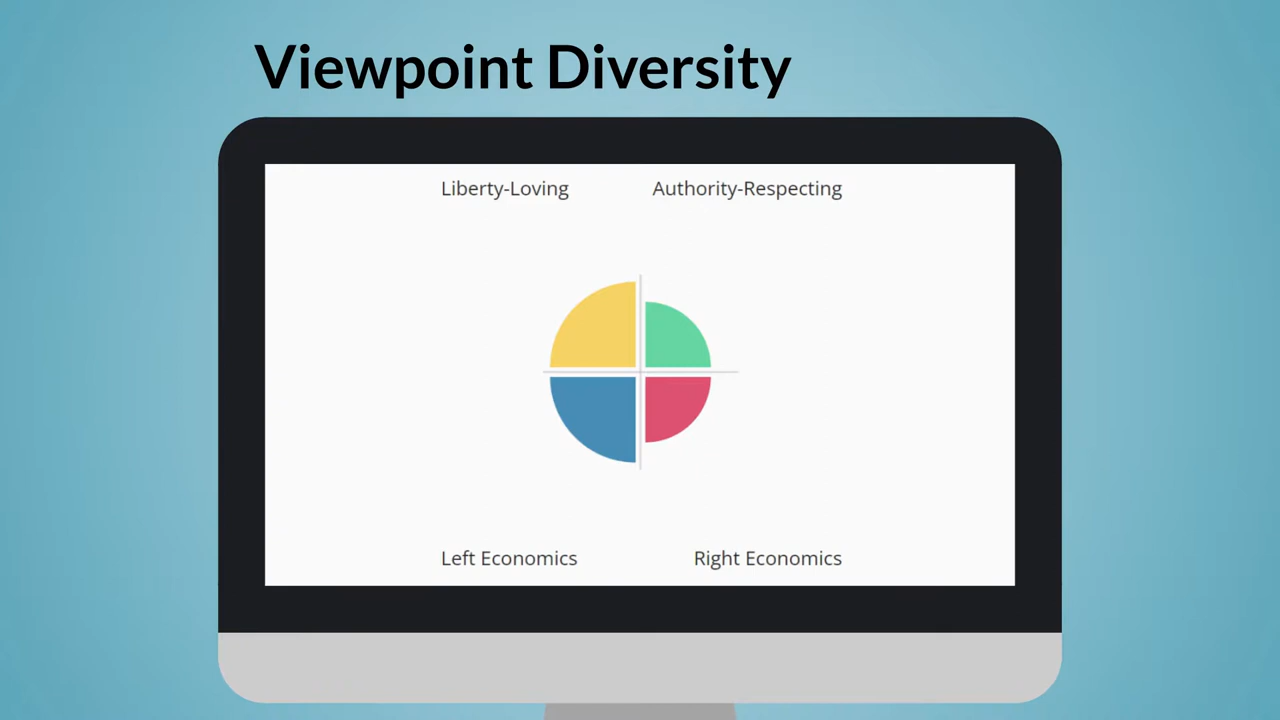 Viewpoint Diversity
Liberty-Loving
Authority-Respecting
Left Economics
Right Economics